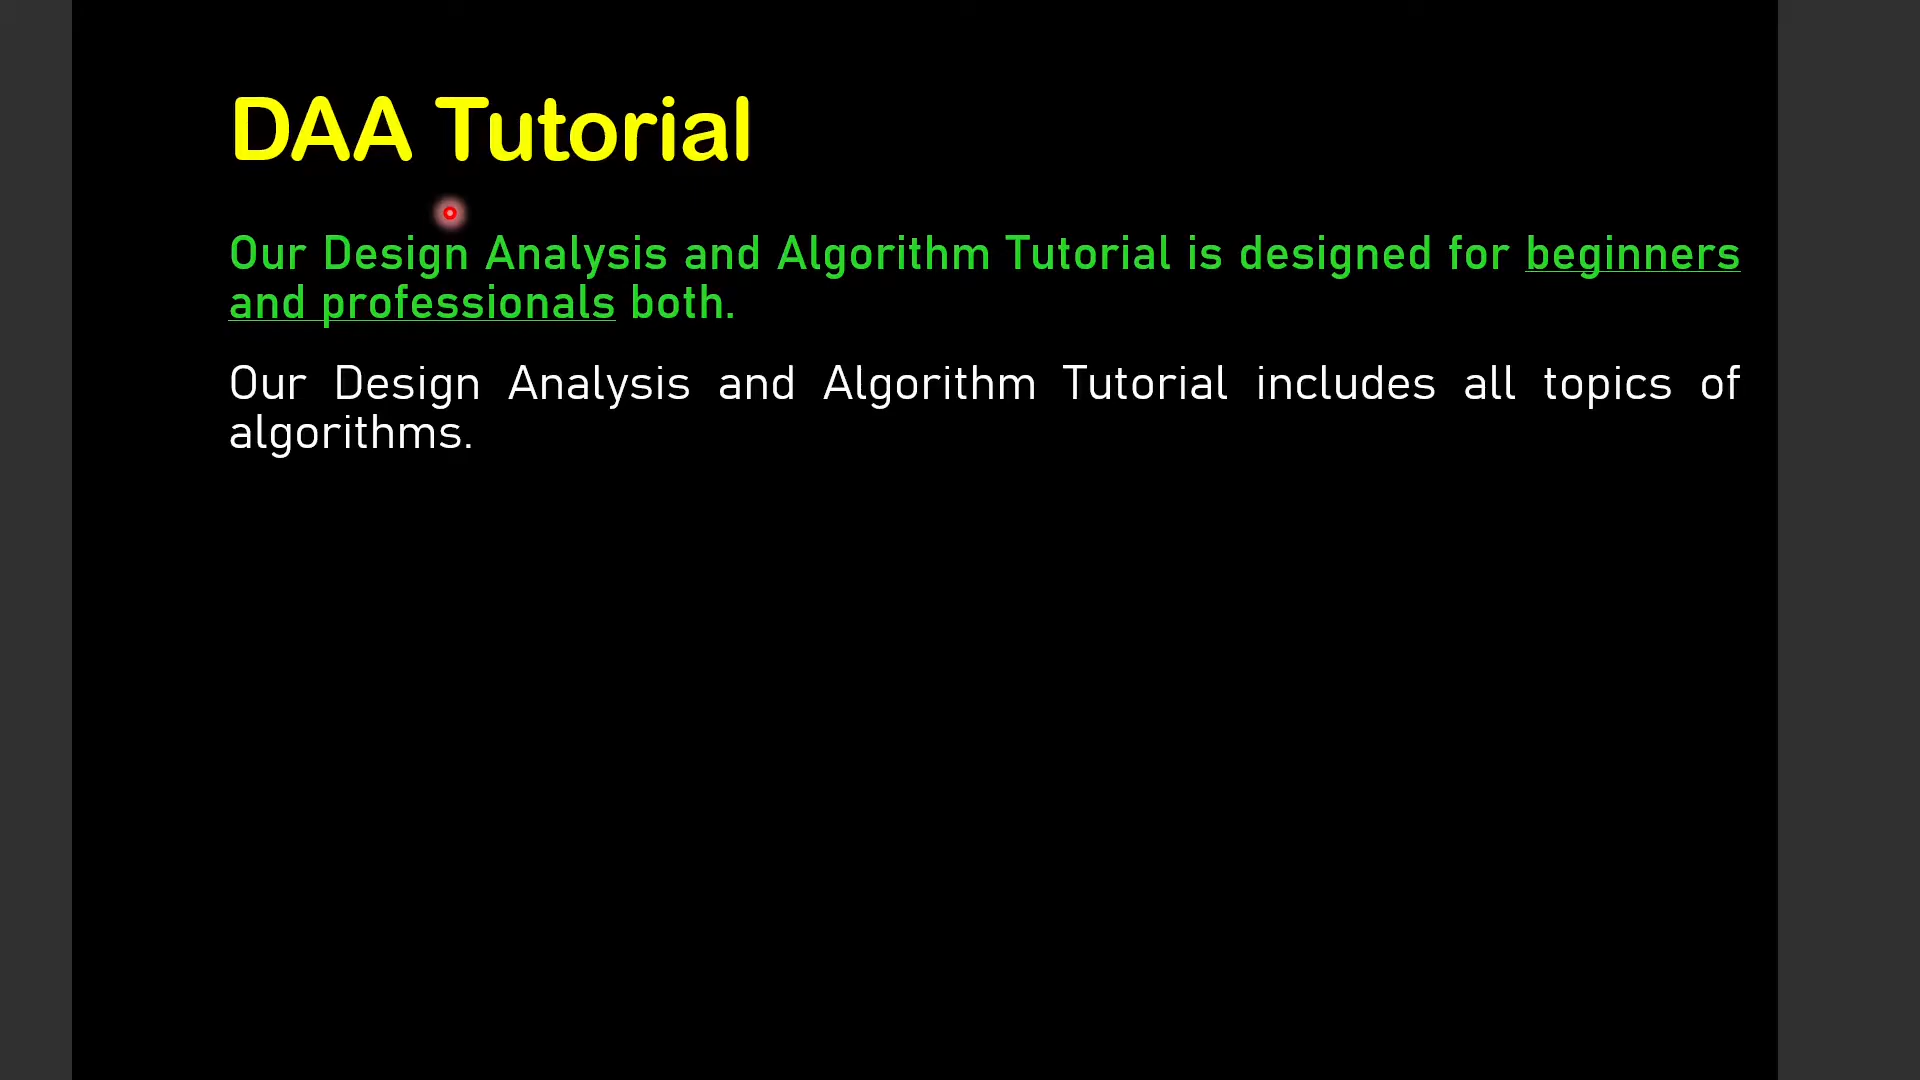 DAA Tutorial
Our Design Analysis and Algorithm Tutorial is designed for beginners
and professionals both.
Our Design Analysis and Algorithm Tutorial includes all topics of
algorithms.